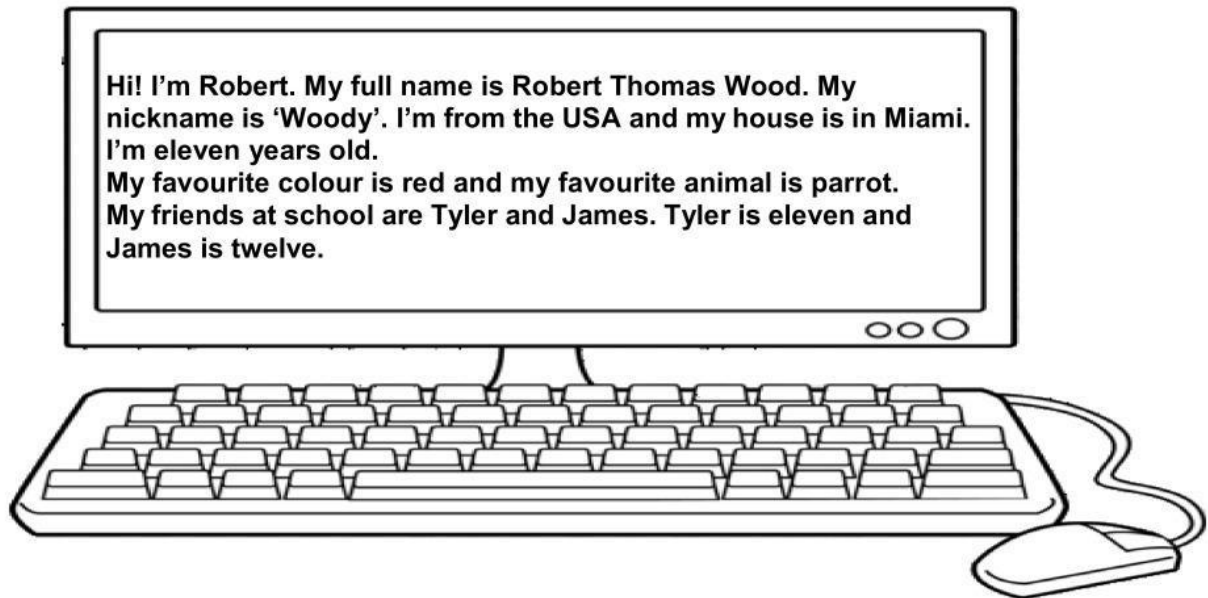 Hi! I’m Robert. My full name is Robert Thomas Wood. My
nickname is ‘Woody’. I’m from the USA and my house is in Miami.
I’m eleven years old.
My favourite colour is red and my favourite animal is parrot.
My friends at school are Tyler and James. Tyler is eleven and
James is twelve.